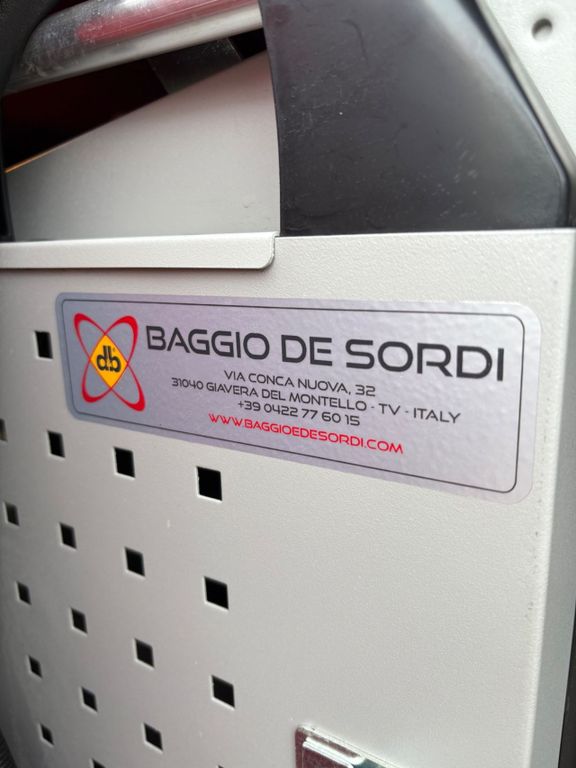 db
BAGGIO DE SORDI
VIA CONCA NUOVA, 32
31040 GIAVERA DEL MONTELLO - TV - ITALY
+39 0422 77 60 15
WWW.BAGGIOEDESORDI.COM